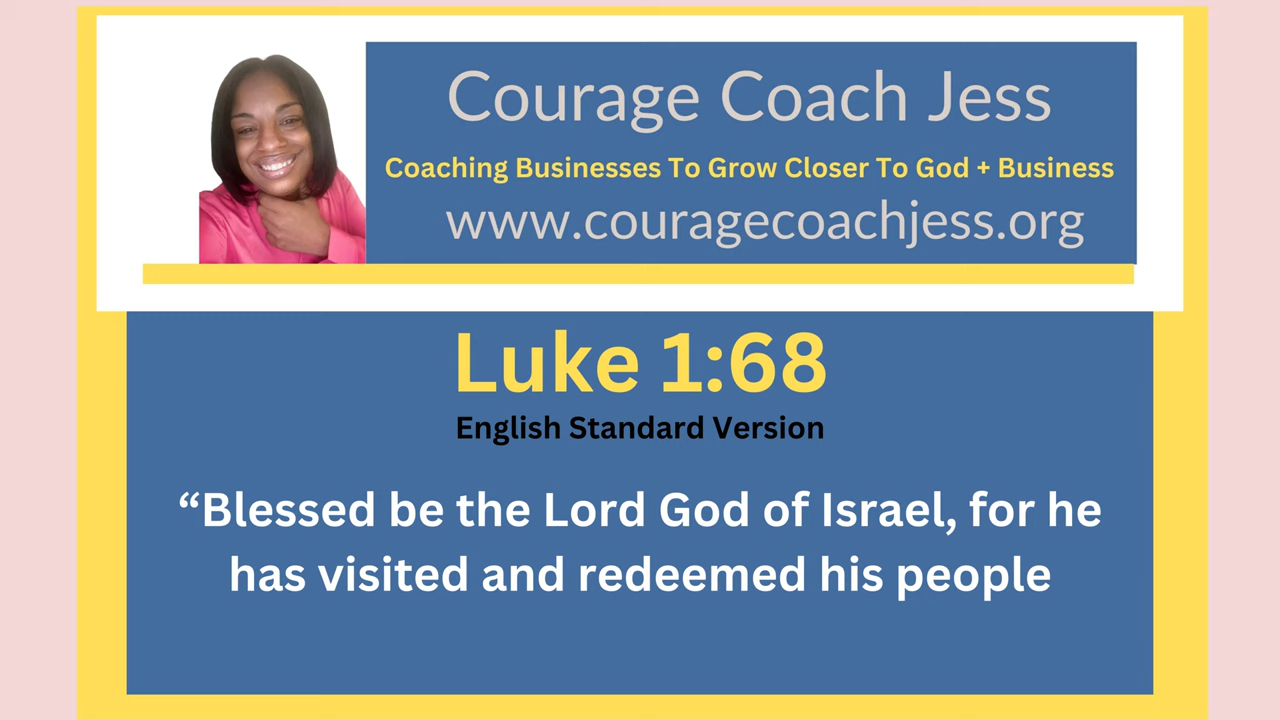 Courage Coach Jess
Coaching Businesses To Grow Closer To God + Business
www.couragecoachjess.org
Luke 1:68
English Standard Version
“Blessed be the Lord God of Israel, for he
has visited and redeemed his people